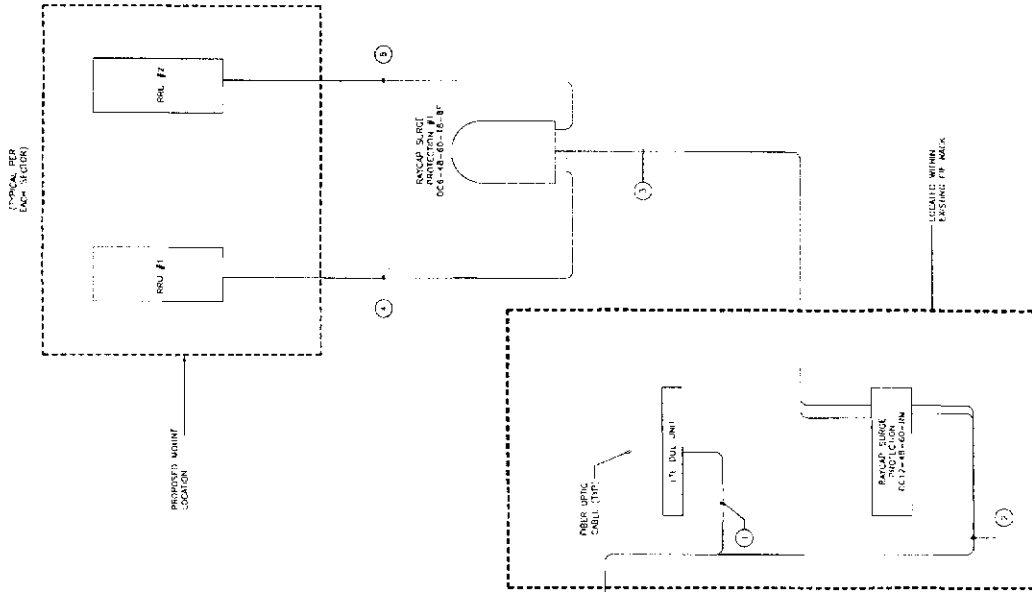 (TYPICAL PER
EACH SECTOR)
RRU #2
RRU #1
PROPOSED MOUNT
LOCATION
5
4
RAYCAP SURGE
PROTECTION #1
DC6-48-60-18-8F
3
LOCATED WITHIN
EXISTING FIF RACK
FIBER OPTIC
CABLE (TYP)
LTE DUL UNIT
1
RAYCAP SURGE
PROTECTION
DC12-48-60-RM
2